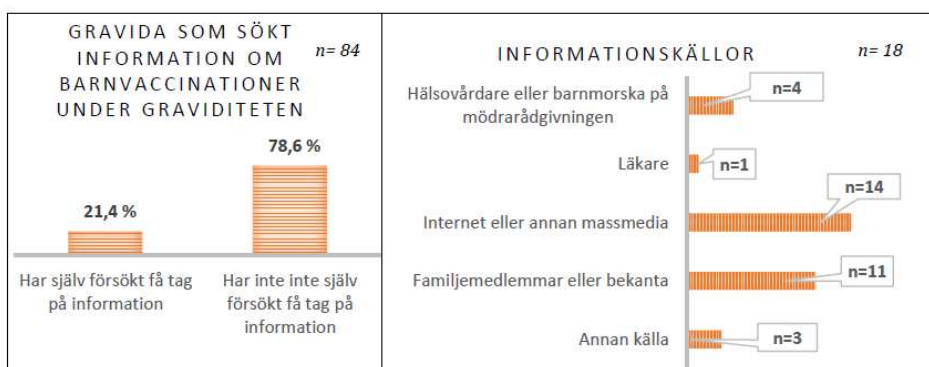 GRAVIDA SOM SÖKT
INFORMATION OM
BARNVACCINATIONER
UNDER GRAVIDITETEN
n= 84
78,6 %
21,4 %
Har själv försökt få tag
på information
Har inte inte själv
försökt få tag på
information
INFORMATIONSKÄLLOR
n= 18
Hälsovårdare eller barnmorska på
mödrarådgivningen
n=4
Läkare
n=1
Internet eller annan massmedia
n=14
Familjemedlemmar eller bekanta
n=11
Annan källa
n=3